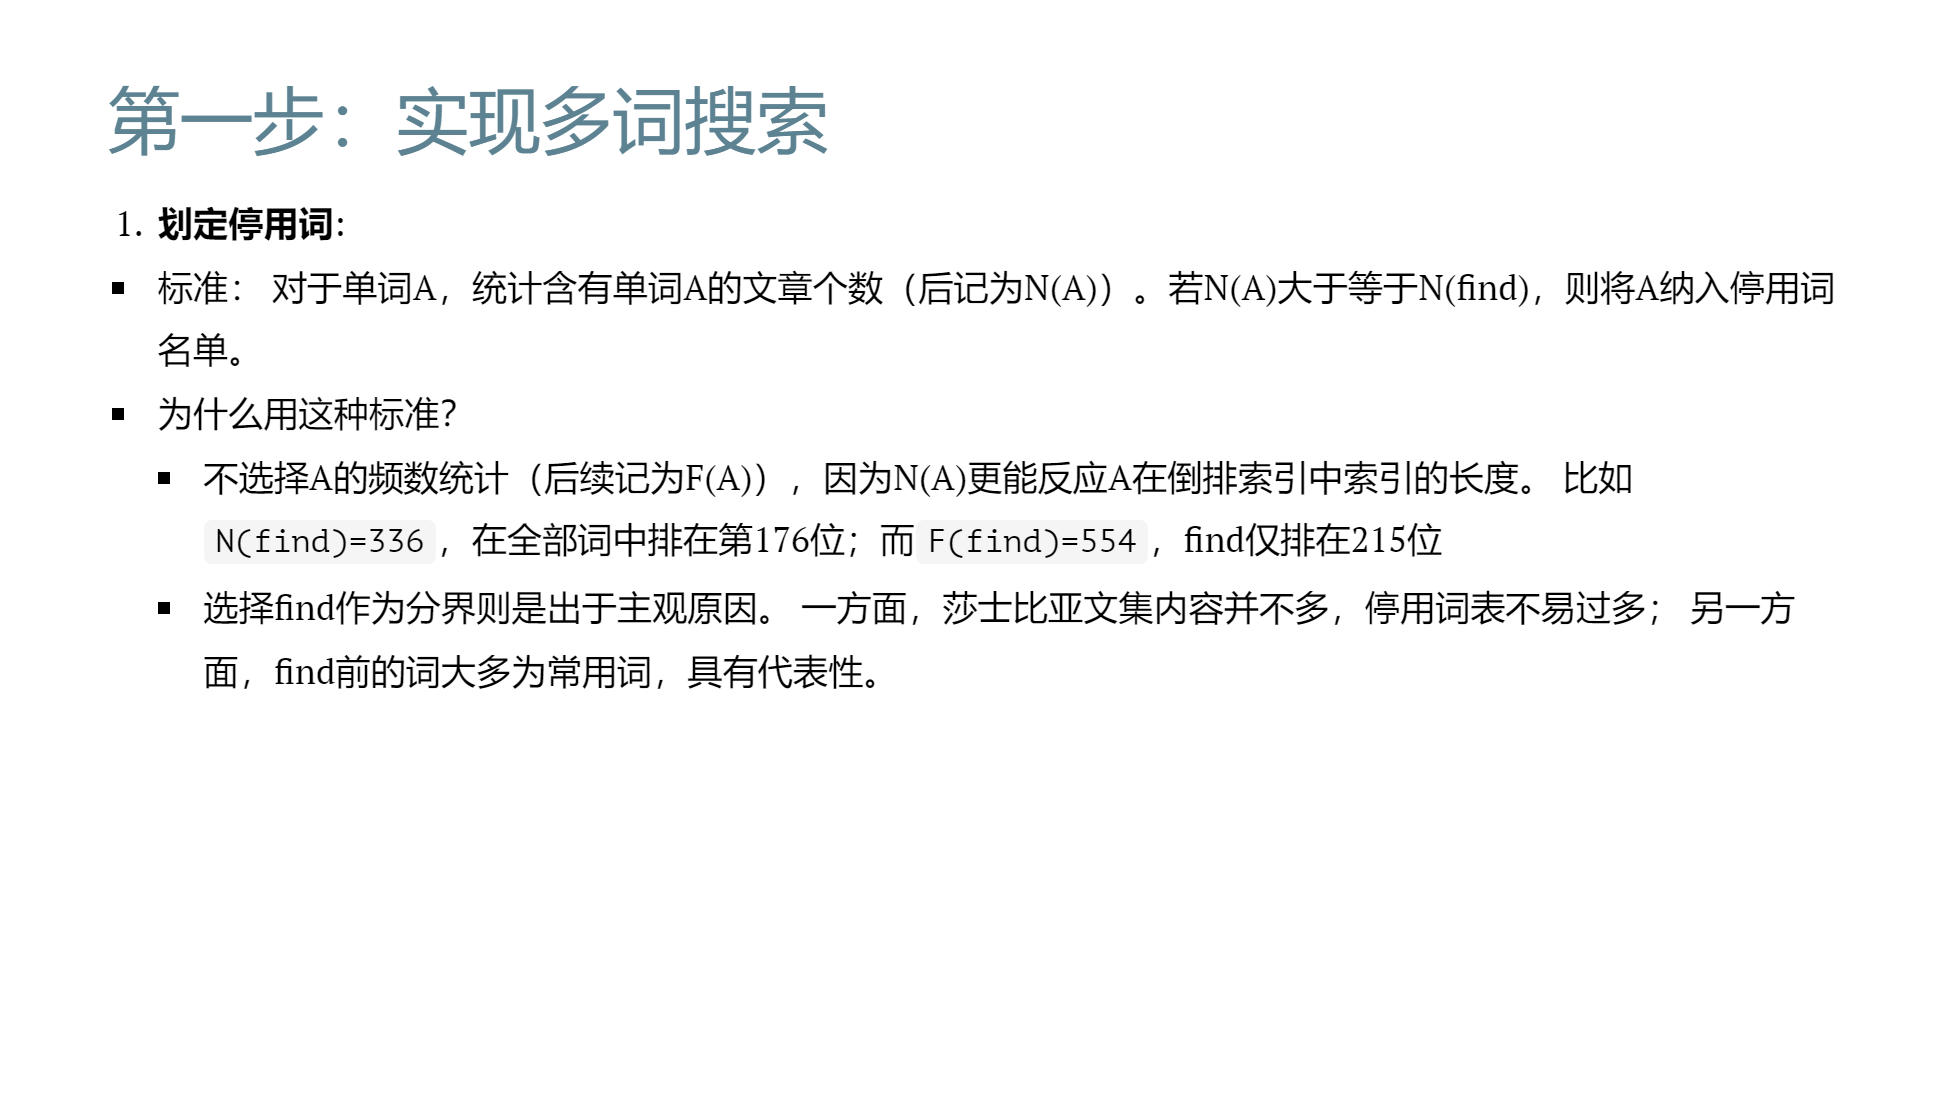 第一步：实现多词搜索
1. 划定停用词：
▪ 标准： 对于单词A，统计含有单词A的文章个数（后记为N(A)）。若N(A)大于等于N(find)，则将A纳入停用词
名单。
▪ 为什么用这种标准？
▪ 不选择A的频数统计（后续记为F(A)），因为N(A)更能反应A在倒排索引中索引的长度。 比如
N(find)=336，在全部词中排在第176位；而 F(find)=554，find仅排在215位
▪ 选择find作为分界则是出于主观原因。 一方面，莎士比亚文集内容并不多，停用词表不易过多； 另一方
面，find前的词大多为常用词，具有代表性。